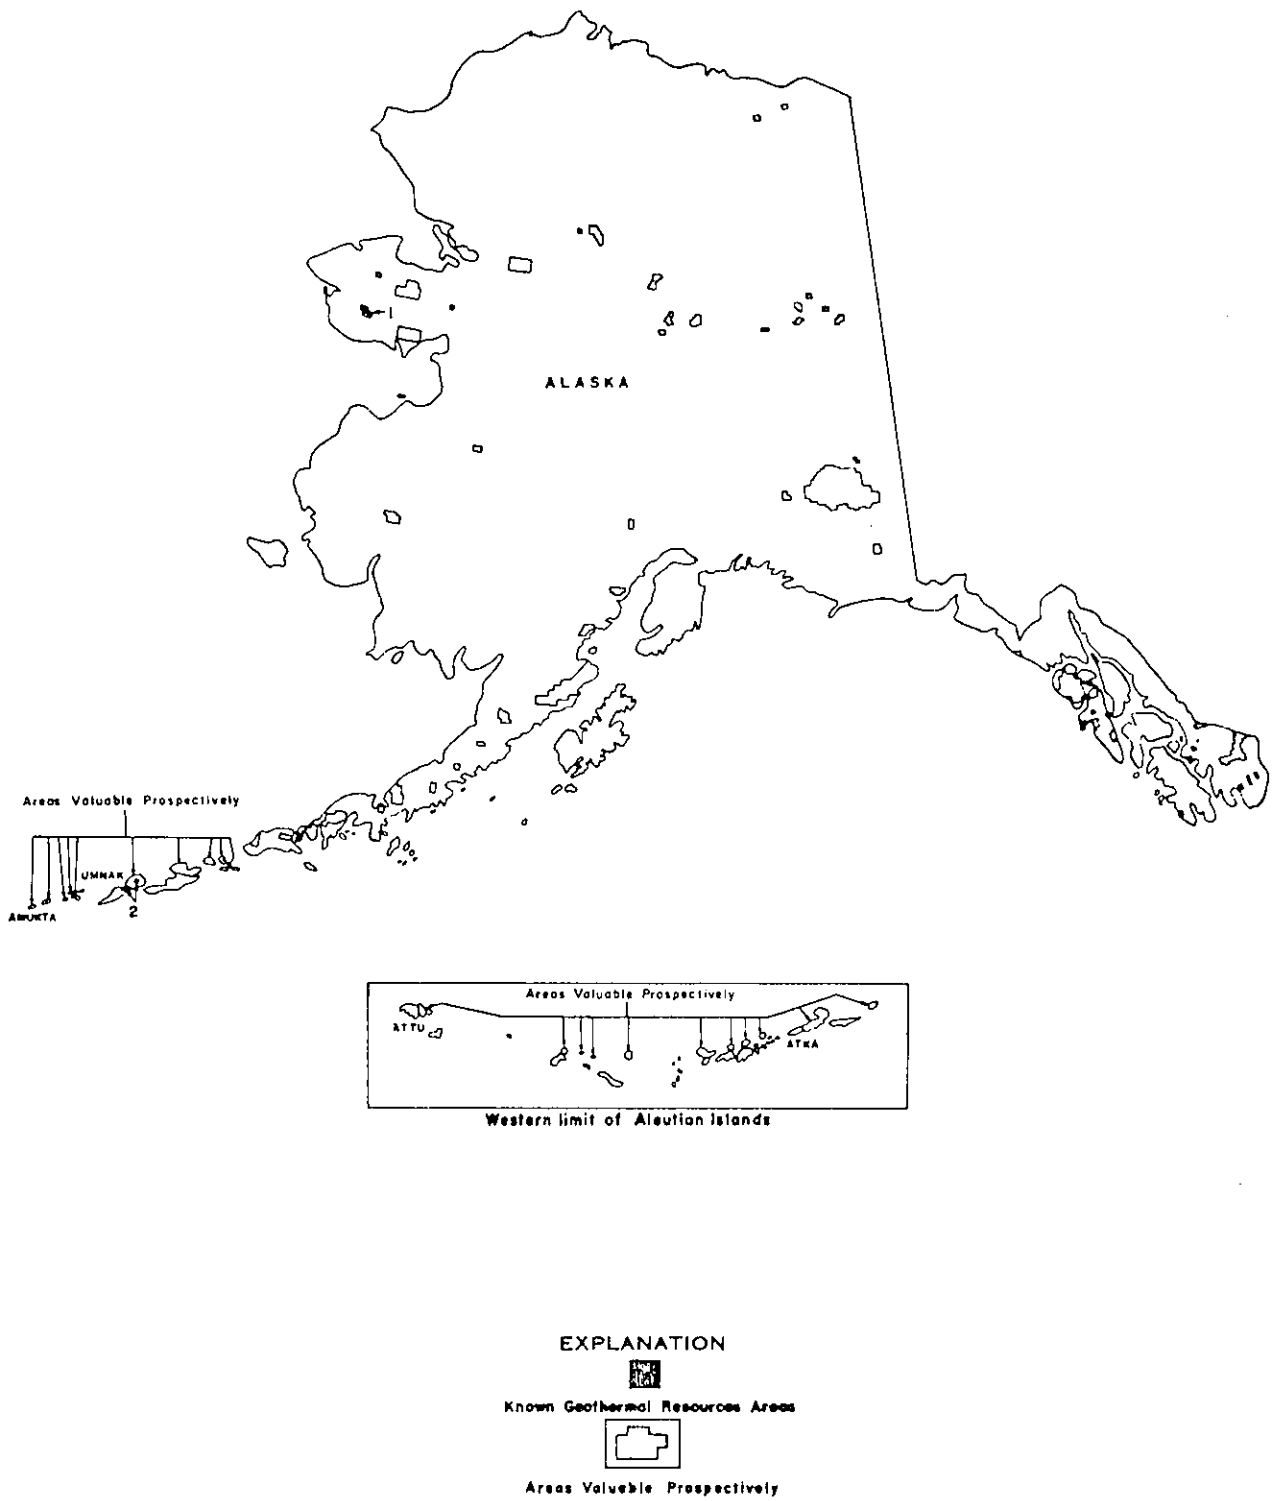 1
ALASKA
Areas Valuable Prospectively
UMNAK
AMUKTA
2
Areas Valuable Prospectively
ATTU
ATKA
Western limit of Aleutian Islands
EXPLANATION
Known Geothermal Resources Areas
Areas Valuable Prospectively